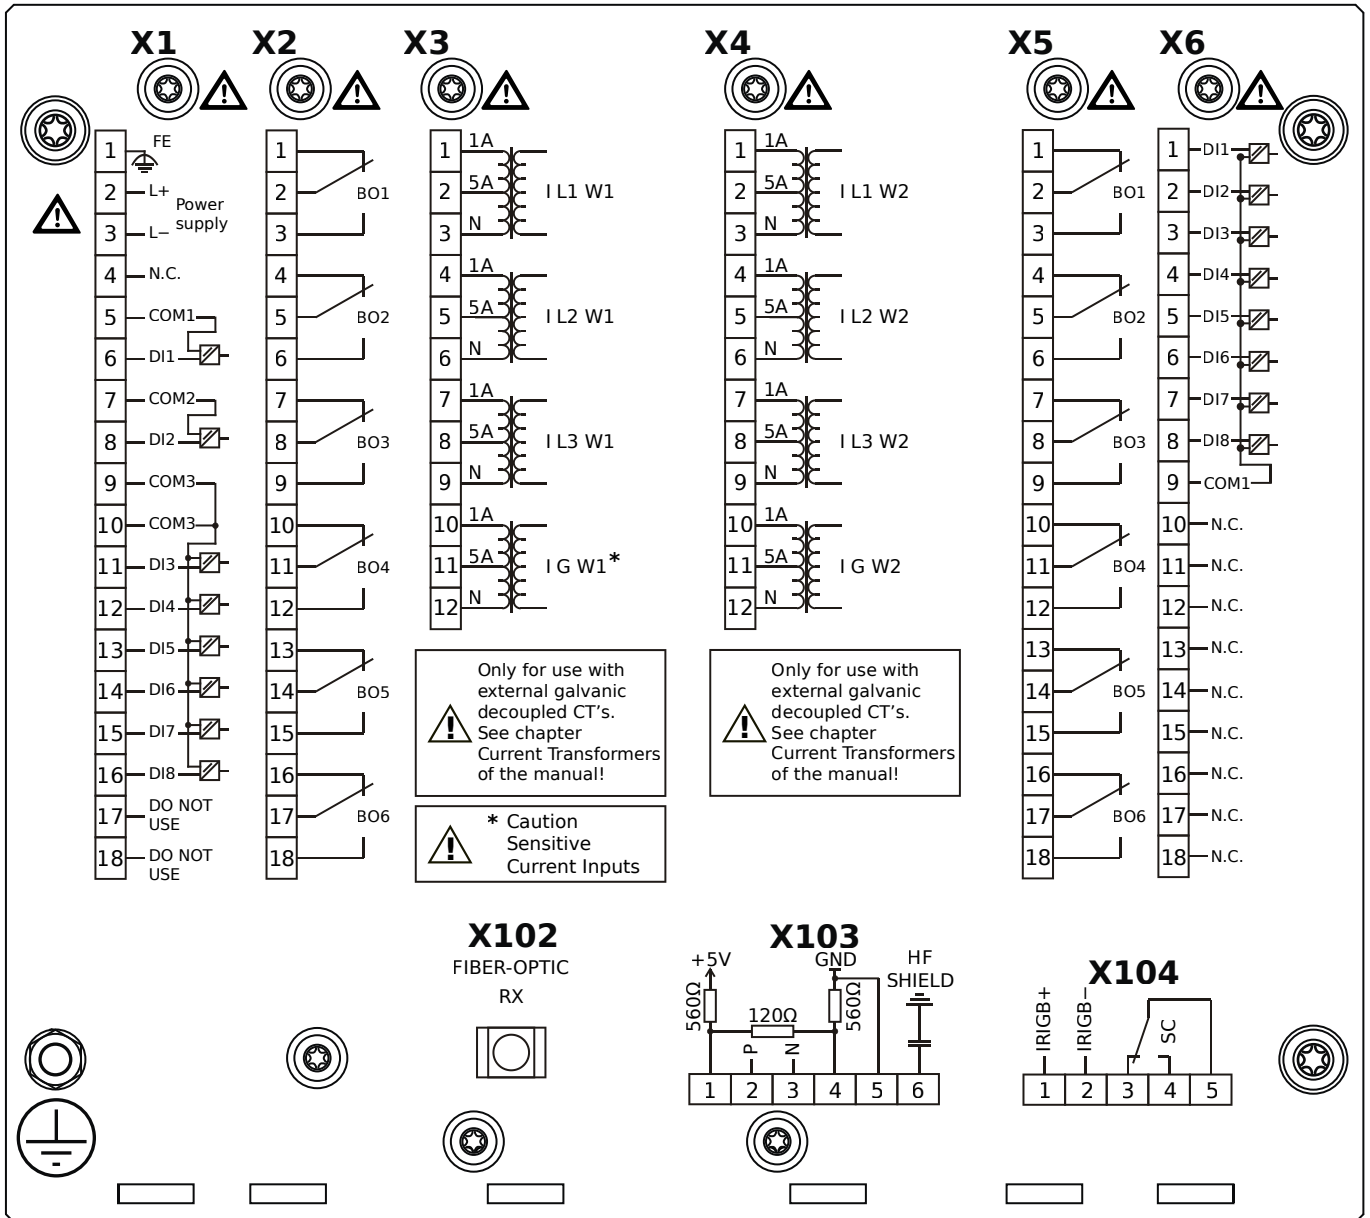 X1
X2
X3
X4
X5
X6
1 FE
2 L+
Power supply
3 L−
4 N.C.
5 COM1
6 DI1
7 COM2
8 DI2
9 COM3
10 COM3
11 DI3
12 DI4
13 DI5
14 DI6
15 DI7
16 DI8
17 DO NOT
USE
18 DO NOT
USE
1
2 BO1
3
4
5 BO2
6
7
8 BO3
9
10
11 BO4
12
13
14 BO5
15
16
17 BO6
18
1 1A
2 5A I L1 W1
3 N
4 1A
5 5A I L2 W1
6 N
7 1A
8 5A I L3 W1
9 N
10 1A
11 5A I G W1*
12 N
Only for use with
external galvanic
decoupled CT's.
See chapter
Current Transformers
of the manual!
* Caution
Sensitive
Current Inputs
1 1A
2 5A I L1 W2
3 N
4 1A
5 5A I L2 W2
6 N
7 1A
8 5A I L3 W2
9 N
10 1A
11 5A I G W2
12 N
Only for use with
external galvanic
decoupled CT's.
See chapter
Current Transformers
of the manual!
1
2 BO1
3
4
5 BO2
6
7
8 BO3
9
10
11 BO4
12
13
14 BO5
15
16
17 BO6
18
1 DI1
2 DI2
3 DI3
4 DI4
5 DI5
6 DI6
7 DI7
8 DI8
9 COM1
10 N.C.
11 N.C.
12 N.C.
13 N.C.
14 N.C.
15 N.C.
16 N.C.
17 N.C.
18 N.C.
X102
FIBER-OPTIC
RX
X103
+5V
GND
HF
SHIELD
560Ω
120Ω
560Ω
P
N
1 2 3 4 5 6
X104
IRIGB+
IRIGB−
SC
1 2 3 4 5